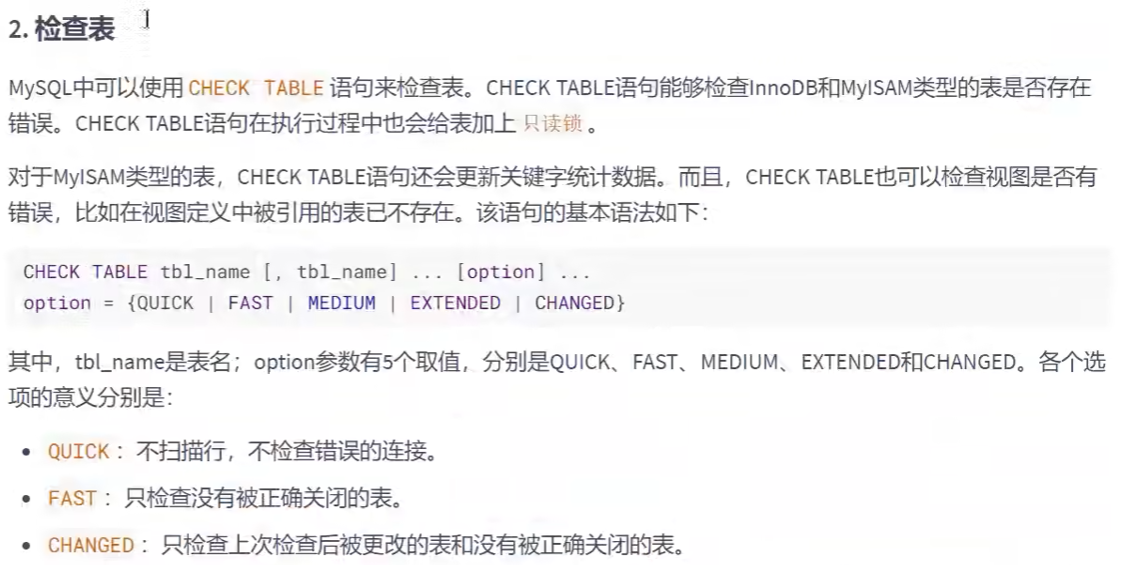 2. 检查表
MySQL中可以使用 CHECK TABLE 语句来检查表。CHECK TABLE语句能够检查InnoDB和MyISAM类型的表是否存在
错误。CHECK TABLE语句在执行过程中也会给表加上 只读锁 。
对于MyISAM类型的表，CHECK TABLE语句还会更新关键字统计数据。而且，CHECK TABLE也可以检查视图是否有
错误，比如在视图定义中被引用的表已不存在。该语句的基本语法如下：
CHECK TABLE tbl_name [, tbl_name] ... [option] ...
option = {QUICK | FAST | MEDIUM | EXTENDED | CHANGED}
其中，tbl_name是表名；option参数有5个取值，分别是QUICK、FAST、MEDIUM、EXTENDED和CHANGED。各个选
项的意义分别是：
• QUICK ：不扫描行，不检查错误的连接。
• FAST ：只检查没有被正确关闭的表。
• CHANGED ：只检查上次检查后被更改的表和没有被正确关闭的表。